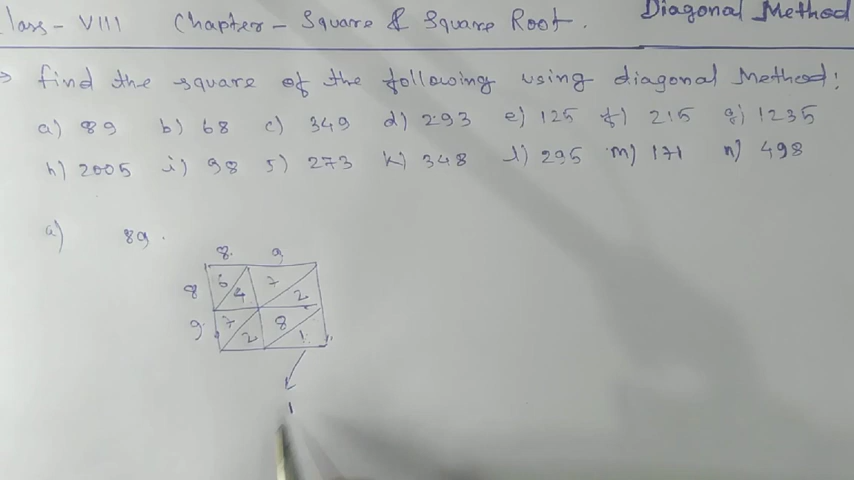 lass - VIII Chapter - Square & Square Root. Diagonal Method
find the square of the following using diagonal Method:
a) 89 b) 68 c) 349 d) 293 e) 125 f) 215 g) 1235
h) 2005 i) 98 j) 273 k) 348 l) 295 m) 171 n) 498
a) 89.
8 9
8 6 4 7 2
9 7 2 8 1
1